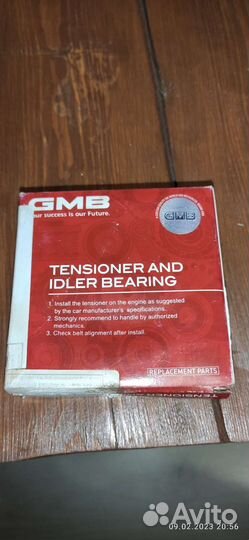 GMB
our success is our Future.
GMB
TENSIONER AND
IDLER BEARING
1. Install the tensioner on the engine as suggested
by the car manufacturer's specifications.
2. Strongly recommend to handle by authorized
mechanics.
3. Check belt alignment after install.
REPLACEMENT PARTS
TENSIONER
Avito
09.02.2023 20:56